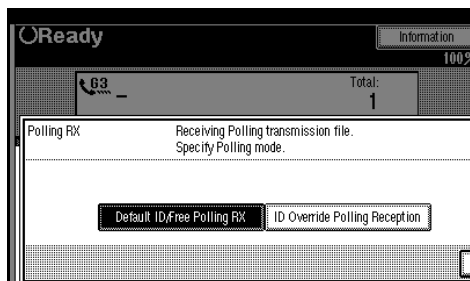 Ready
Information
100%
G3
Total:
1
Polling RX
Receiving Polling transmission file.
Specify Polling mode.
Default ID/Free Polling RX
ID Override Polling Reception